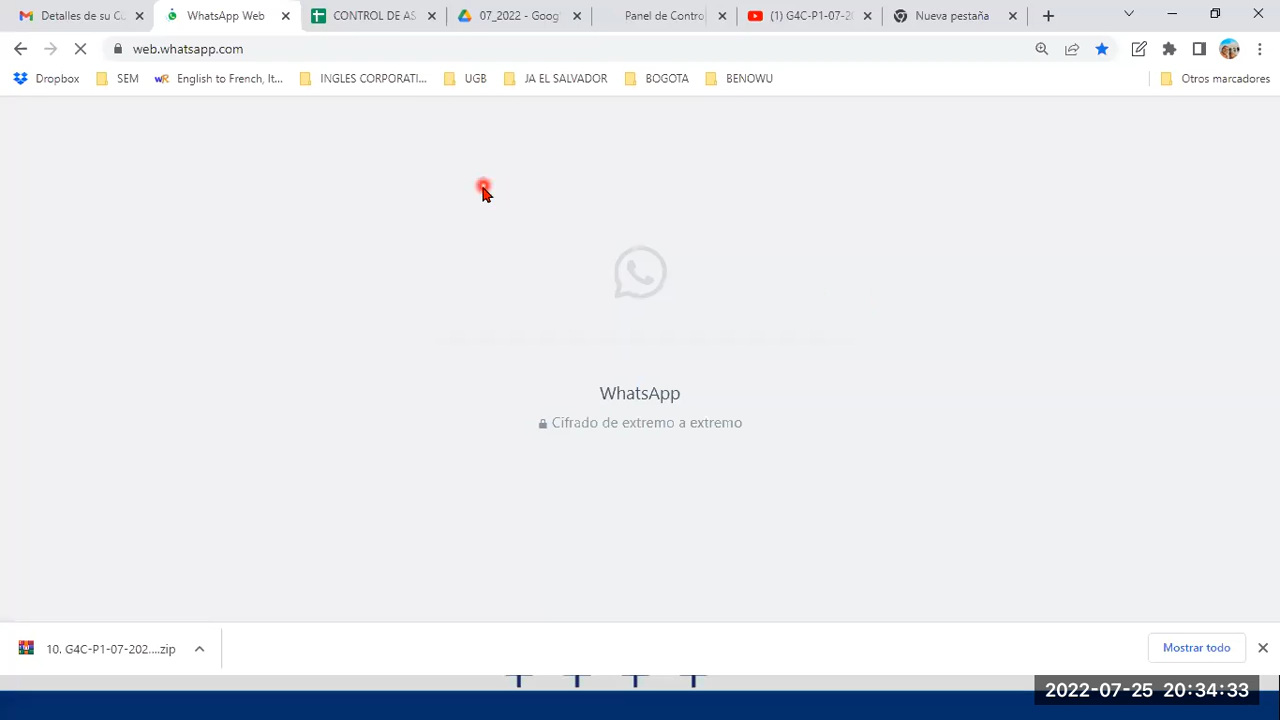 Detalles de su C
WhatsApp Web
CONTROL DE AS
07_2022 - Goog
Panel de Contro
(1) G4C-P1-07-20
Nueva pestaña
web.whatsapp.com
Dropbox
SEM
wR
English to French, It...
INGLES CORPORATI...
UGB
JA EL SALVADOR
BOGOTA
BENOWU
Otros marcadores
WhatsApp
Cifrado de extremo a extremo
10. G4C-P1-07-202....zip
Mostrar todo
2022-07-25 20:34:33